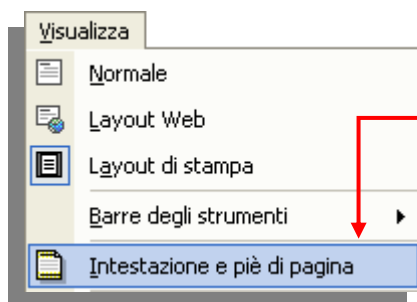 Visualizza
Normale
Layout Web
Layout di stampa
Barre degli strumenti
Intestazione e piè di pagina